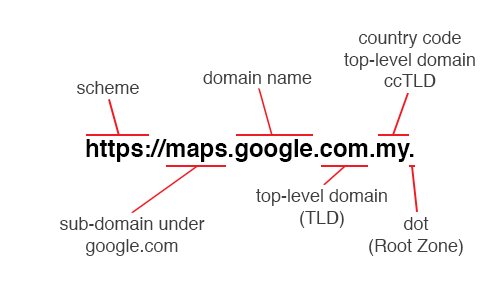 country code
top-level domain
ccTLD
domain name
scheme
https://maps.google.com.my.
top-level domain
(TLD)
sub-domain under
google.com
dot
(Root Zone)